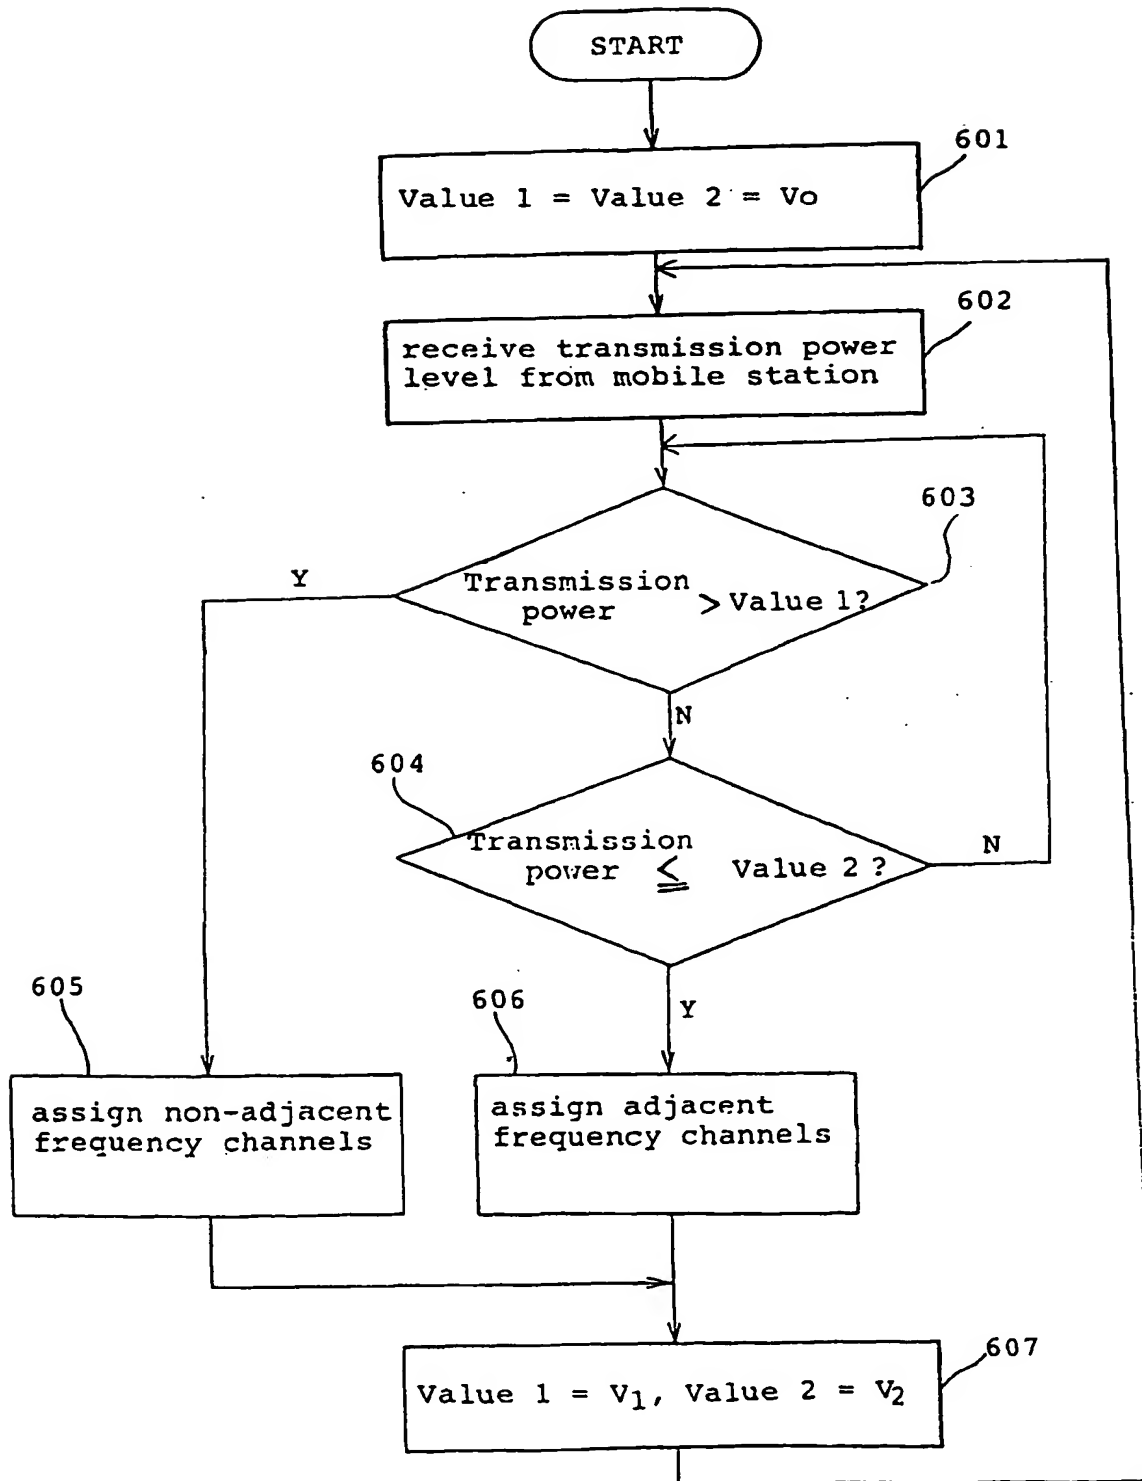 START
601
Value 1 = Value 2 = Vo
602
receive transmission power
level from mobile station
603
Y
Transmission
power > Value 1?
N
604
Transmission
power ≦ Value 2 ?
N
605
606
Y
assign non-adjacent
frequency channels
assign adjacent
frequency channels
607
Value 1 = V1, Value 2 = V2